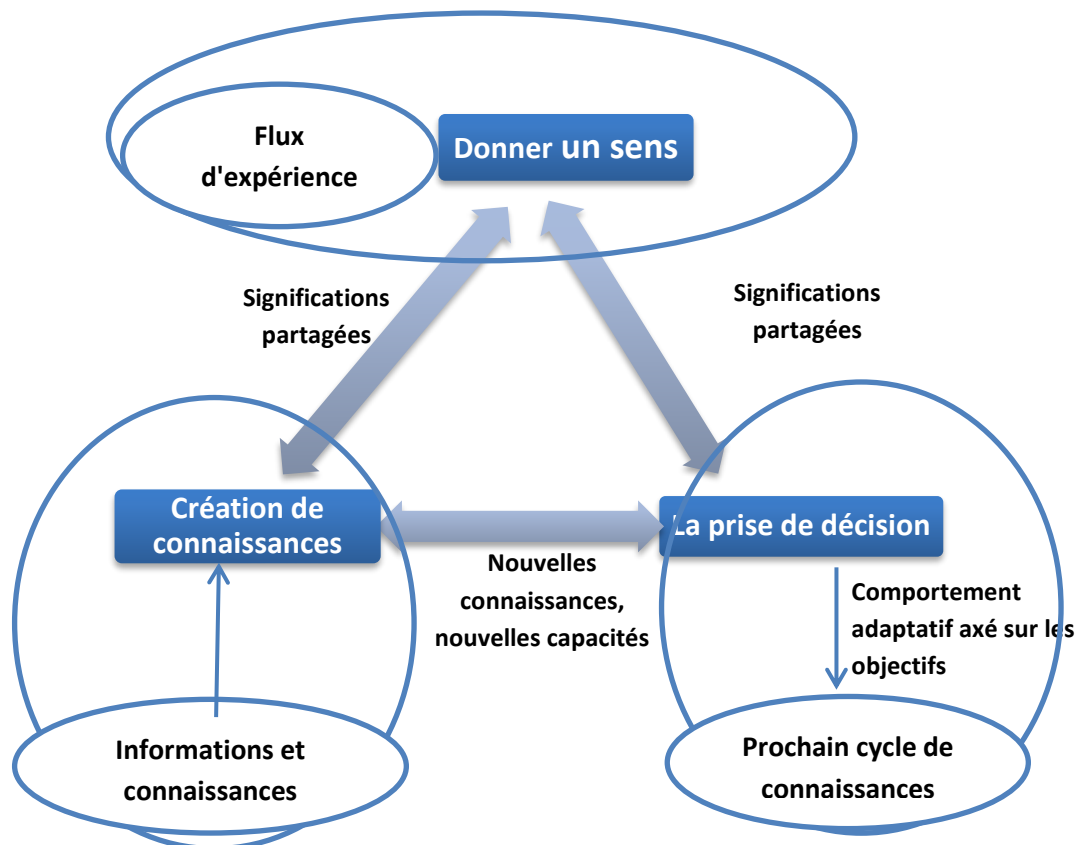 Flux
d'expérience
Donner un sens
Significations
partagées
Significations
partagées
Création de
connaissances
La prise de décision
Nouvelles
connaissances,
nouvelles capacités
Comportement
adaptatif axé sur les
objectifs
Informations et
connaissances
Prochain cycle de
connaissances